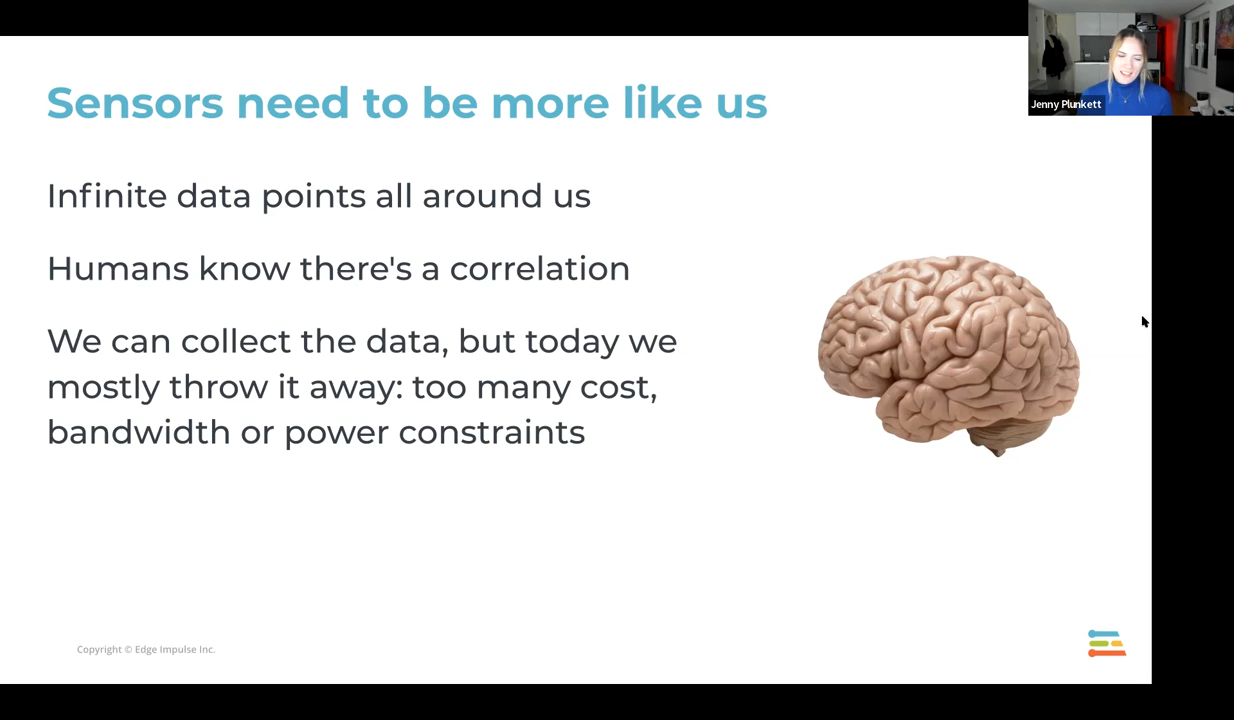 Sensors need to be more like us
Jenny Plunkett
Infinite data points all around us
Humans know there's a correlation
We can collect the data, but today we
mostly throw it away: too many cost,
bandwidth or power constraints
Copyright © Edge Impulse Inc.